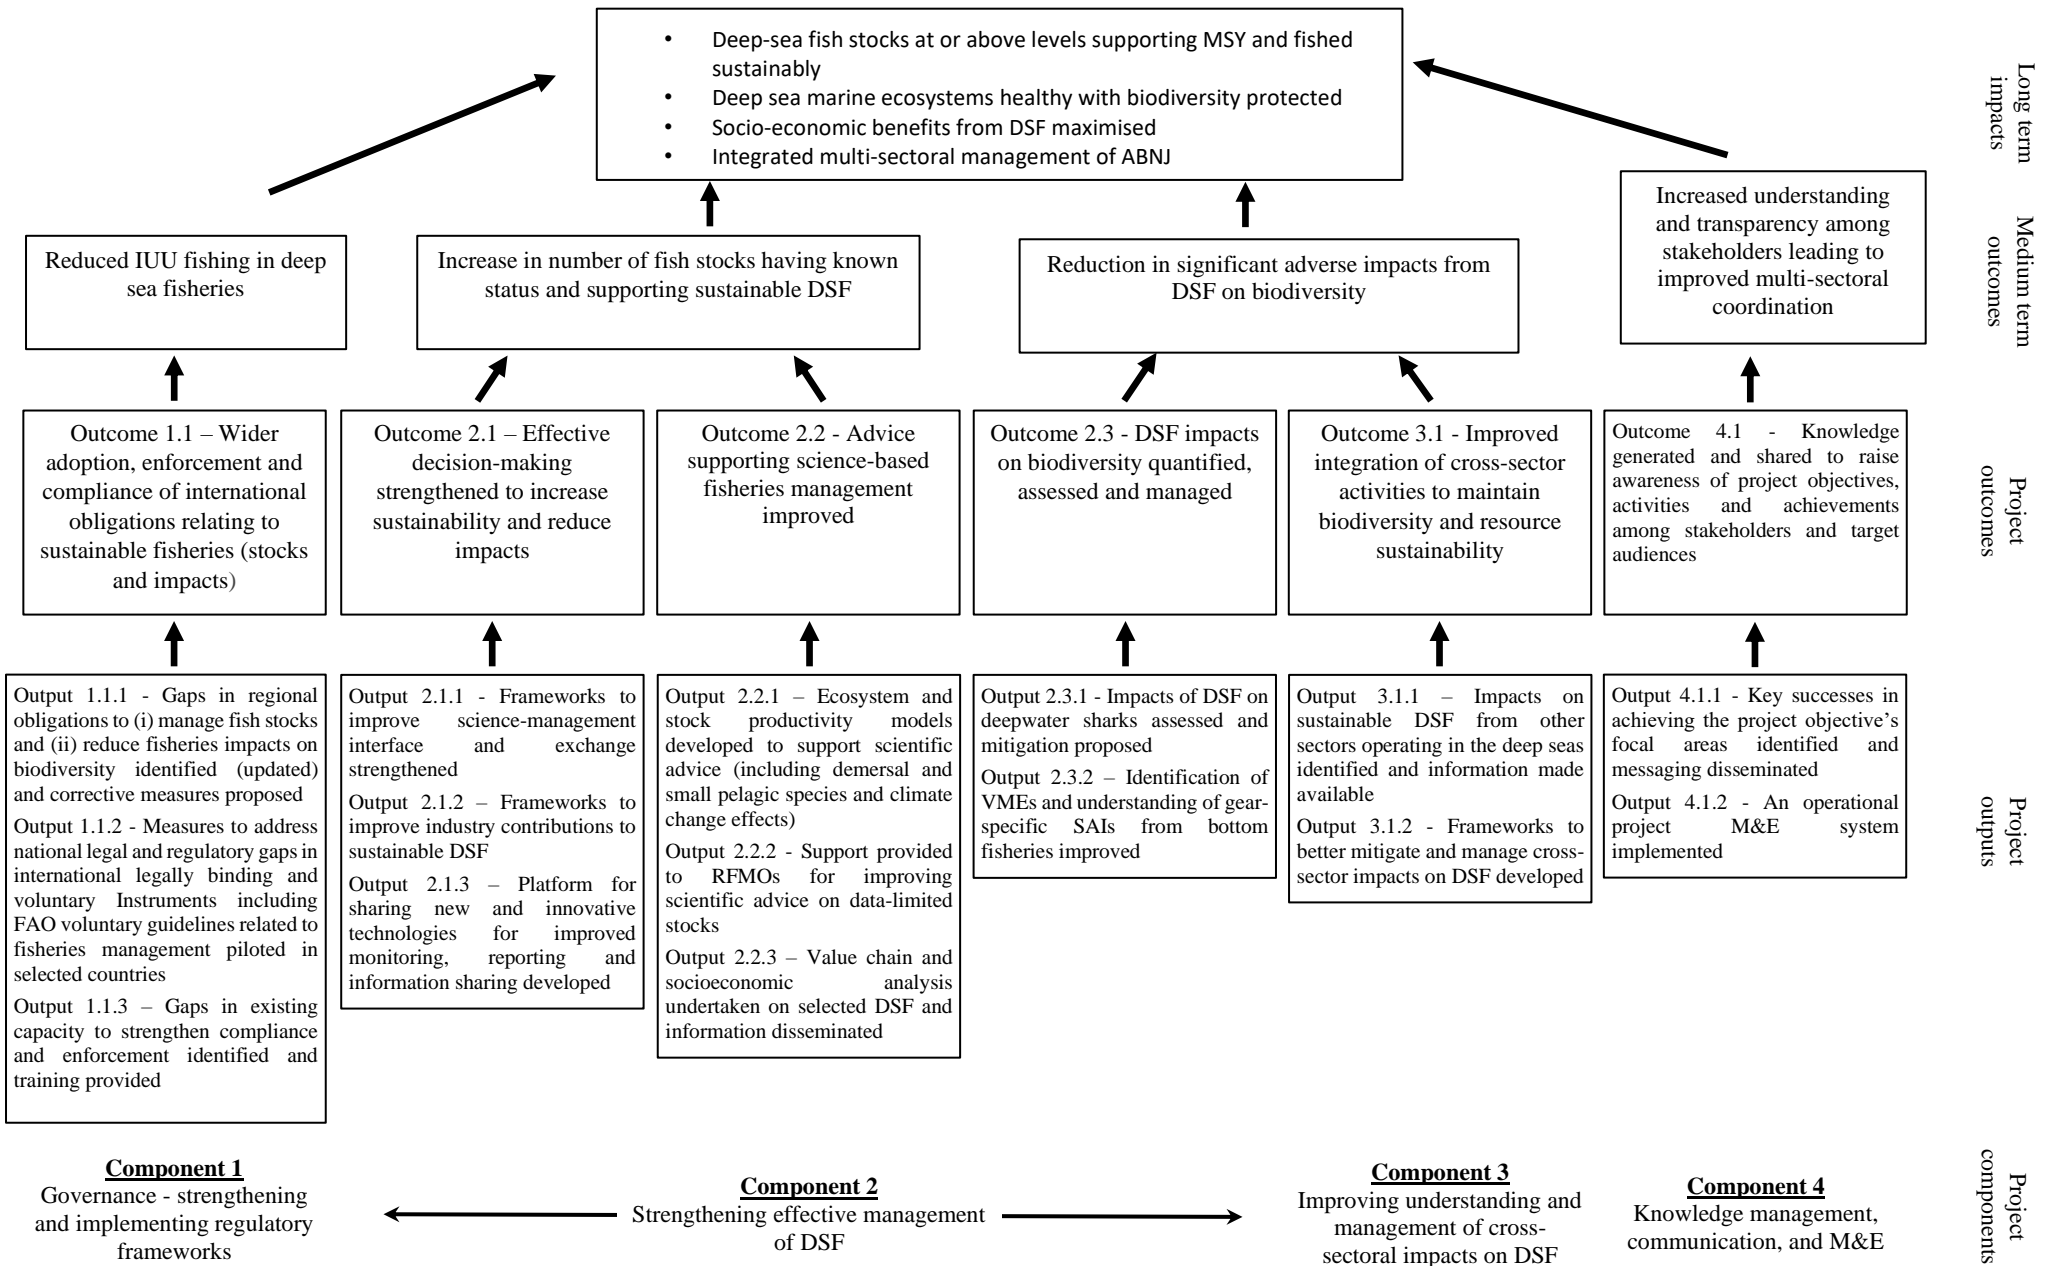 • Deep-sea fish stocks at or above levels supporting MSY and fished
sustainably
• Deep sea marine ecosystems healthy with biodiversity protected
• Socio-economic benefits from DSF maximised
• Integrated multi-sectoral management of ABNJ
Long term
impacts
Reduced IUU fishing in deep
sea fisheries
Increase in number of fish stocks having known
status and supporting sustainable DSF
Reduction in significant adverse impacts from
DSF on biodiversity
Increased understanding
and transparency among
stakeholders leading to
improved multi-sectoral
coordination
Medium term
outcomes
Outcome 1.1 – Wider
adoption, enforcement and
compliance of international
obligations relating to
sustainable fisheries (stocks
and impacts)
Outcome 2.1 – Effective
decision-making
strengthened to increase
sustainability and reduce
impacts
Outcome 2.2 - Advice
supporting science-based
fisheries management
improved
Outcome 2.3 - DSF impacts
on biodiversity quantified,
assessed and managed
Outcome 3.1 - Improved
integration of cross-sector
activities to maintain
biodiversity and resource
sustainability
Outcome 4.1 - Knowledge
generated and shared to raise
awareness of project objectives,
activities and achievements
among stakeholders and target
audiences
Project
outcomes
Output 1.1.1 - Gaps in regional
obligations to (i) manage fish stocks
and (ii) reduce fisheries impacts on
biodiversity identified (updated)
and corrective measures proposed
Output 1.1.2 - Measures to address
national legal and regulatory gaps in
international legally binding and
voluntary Instruments including
FAO voluntary guidelines related to
fisheries management piloted in
selected countries
Output 1.1.3 – Gaps in existing
capacity to strengthen compliance
and enforcement identified and
training provided
Output 2.1.1 - Frameworks to
improve science-management
interface and exchange
strengthened
Output 2.1.2 – Frameworks to
improve industry contributions to
sustainable DSF
Output 2.1.3 – Platform for
sharing new and innovative
technologies for improved
monitoring, reporting and
information sharing developed
Output 2.2.1 – Ecosystem and
stock productivity models
developed to support scientific
advice (including demersal and
small pelagic species and climate
change effects)
Output 2.2.2 - Support provided
to RFMOs for improving
scientific advice on data-limited
stocks
Output 2.2.3 – Value chain and
socioeconomic analysis
undertaken on selected DSF and
information disseminated
Output 2.3.1 - Impacts of DSF on
deepwater sharks assessed and
mitigation proposed
Output 2.3.2 – Identification of
VMEs and understanding of gear-
specific SAIs from bottom
fisheries improved
Output 3.1.1 – Impacts on
sustainable DSF from other
sectors operating in the deep seas
identified and information made
available
Output 3.1.2 - Frameworks to
better mitigate and manage cross-
sector impacts on DSF developed
Output 4.1.1 - Key successes in
achieving the project objective’s
focal areas identified and
messaging disseminated
Output 4.1.2 - An operational
project M&E system
implemented
Project
outputs
Component 1
Governance - strengthening
and implementing regulatory
frameworks
Component 2
Strengthening effective management
of DSF
Component 3
Improving understanding and
management of cross-
sectoral impacts on DSF
Component 4
Knowledge management,
communication, and M&E
Project
components